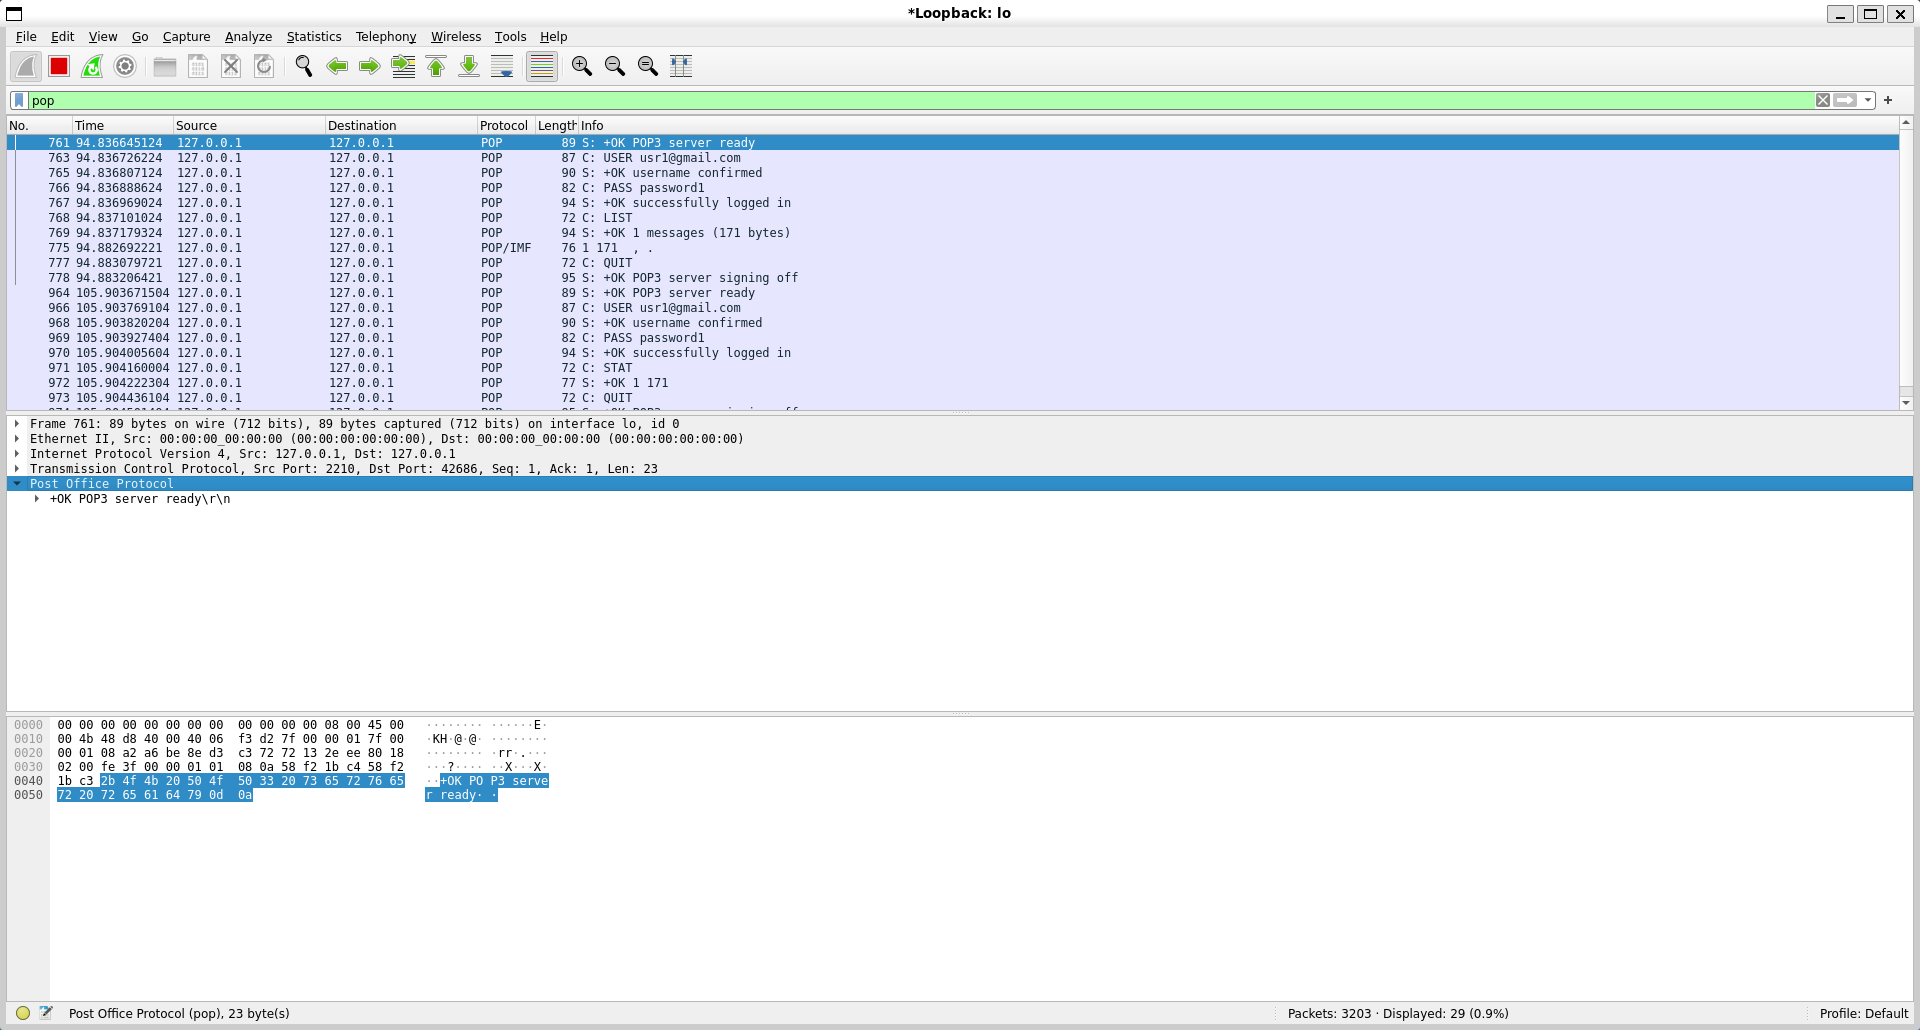 *Loopback: lo
File Edit View Go Capture Analyze Statistics Telephony Wireless Tools Help
pop
No. Time Source Destination Protocol Length Info
761 94.836645124 127.0.0.1 127.0.0.1 POP 89 S: +OK POP3 server ready
763 94.836726224 127.0.0.1 127.0.0.1 POP 87 C: USER usr1@gmail.com
765 94.836807124 127.0.0.1 127.0.0.1 POP 90 S: +OK username confirmed
766 94.836888624 127.0.0.1 127.0.0.1 POP 82 C: PASS password1
767 94.836969024 127.0.0.1 127.0.0.1 POP 94 S: +OK successfully logged in
768 94.837101024 127.0.0.1 127.0.0.1 POP 72 C: LIST
769 94.837179324 127.0.0.1 127.0.0.1 POP 94 S: +OK 1 messages (171 bytes)
775 94.882692221 127.0.0.1 127.0.0.1 POP/IMF 76 1 171  , .
777 94.883079721 127.0.0.1 127.0.0.1 POP 72 C: QUIT
778 94.883206421 127.0.0.1 127.0.0.1 POP 95 S: +OK POP3 server signing off
964 105.903671504 127.0.0.1 127.0.0.1 POP 89 S: +OK POP3 server ready
966 105.903769104 127.0.0.1 127.0.0.1 POP 87 C: USER usr1@gmail.com
968 105.903820204 127.0.0.1 127.0.0.1 POP 90 S: +OK username confirmed
969 105.903927404 127.0.0.1 127.0.0.1 POP 82 C: PASS password1
970 105.904005604 127.0.0.1 127.0.0.1 POP 94 S: +OK successfully logged in
971 105.904160004 127.0.0.1 127.0.0.1 POP 72 C: STAT
972 105.904222304 127.0.0.1 127.0.0.1 POP 77 S: +OK 1 171
973 105.904436104 127.0.0.1 127.0.0.1 POP 72 C: QUIT
Frame 761: 89 bytes on wire (712 bits), 89 bytes captured (712 bits) on interface lo, id 0
Ethernet II, Src: 00:00:00_00:00:00 (00:00:00:00:00:00), Dst: 00:00:00_00:00:00 (00:00:00:00:00:00)
Internet Protocol Version 4, Src: 127.0.0.1, Dst: 127.0.0.1
Transmission Control Protocol, Src Port: 2210, Dst Port: 42686, Seq: 1, Ack: 1, Len: 23
Post Office Protocol
+OK POP3 server ready\r\n
0000 00 00 00 00 00 00 00 00 00 00 00 00 08 00 45 00 ········ ······E·
0010 00 4b 48 d8 40 00 40 06 f3 d2 7f 00 00 01 7f 00 ·KH·@·@· ········
0020 00 01 08 a2 a6 be 8e d3 c3 72 72 13 2e ee 80 18 ········ ·rr·.···
0030 02 00 fe 3f 00 00 01 01 08 0a 58 f2 1b c4 58 f2 ···?···· ··X···X·
0040 1b c3 2b 4f 4b 20 50 4f 50 33 20 73 65 72 76 65 ··+OK PO P3 serve
0050 72 20 72 65 61 64 79 0d 0a r ready· ·
Post Office Protocol (pop), 23 byte(s) Packets: 3203 · Displayed: 29 (0.9%) Profile: Default